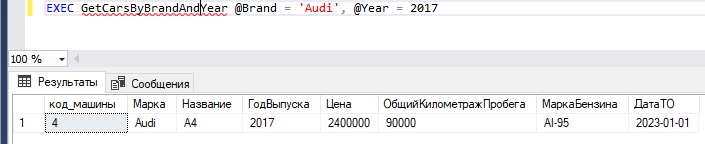 EXEC GetCarsByBrandAndYear @Brand = 'Audi', @Year = 2017
100 %
Результаты Сообщения
код_машины Марка Название ГодВыпуска Цена ОбщийКилометражПробега МаркаБензина ДатаТО
1 4 Audi A4 2017 2400000 90000 AI-95 2023-01-01